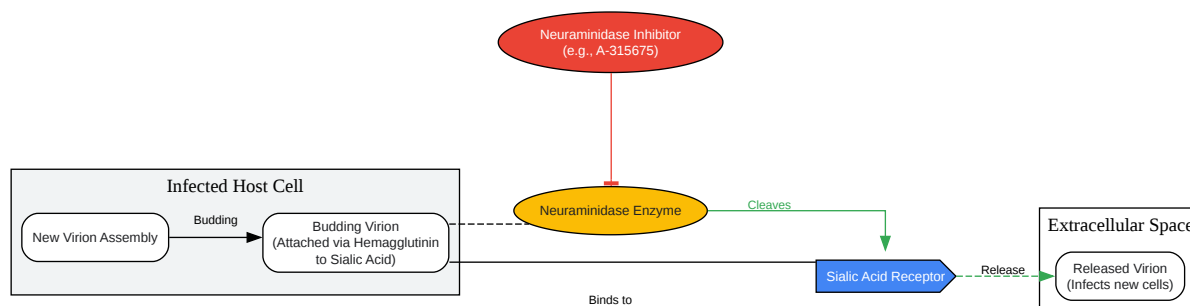 Neuraminidase Inhibitor
(e.g., A-315675)
Infected Host Cell
New Virion Assembly
Budding
Budding Virion
(Attached via Hemagglutinin
to Sialic Acid)
Neuraminidase Enzyme
Cleaves
Binds to
Sialic Acid Receptor
Release
Extracellular Space
Released Virion
(Infects new cells)